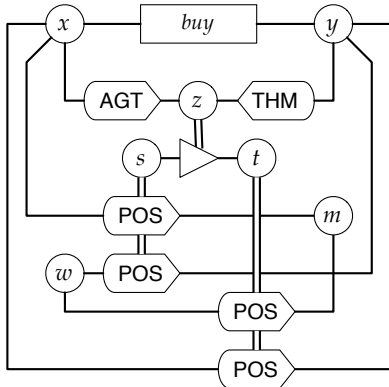 x buy y
AGT z THM
s t
POS m
w POS
POS
POS